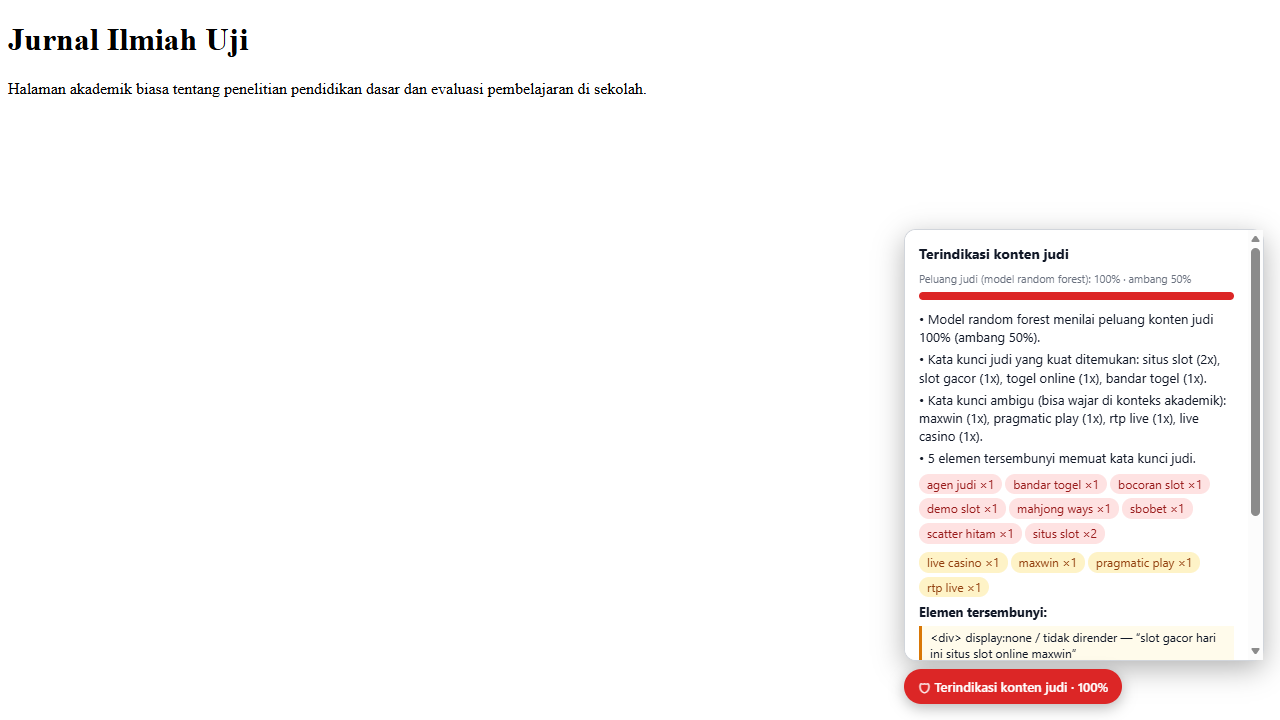 Jurnal Ilmiah Uji
Halaman akademik biasa tentang penelitian pendidikan dasar dan evaluasi pembelajaran di sekolah.
Terindikasi konten judi
Peluang judi (model random forest): 100% · ambang 50%
• Model random forest menilai peluang konten judi
100% (ambang 50%).
• Kata kunci judi yang kuat ditemukan: situs slot (2x),
slot gacor (1x), togel online (1x), bandar togel (1x).
• Kata kunci ambigu (bisa wajar di konteks akademik):
maxwin (1x), pragmatic play (1x), rtp live (1x), live
casino (1x).
• 5 elemen tersembunyi memuat kata kunci judi.
agen judi ×1 bandar togel ×1 bocoran slot ×1
demo slot ×1 mahjong ways ×1 sbobet ×1
scatter hitam ×1 situs slot ×2
live casino ×1 maxwin ×1 pragmatic play ×1
rtp live ×1
Elemen tersembunyi:
<div> display:none / tidak dirender — “slot gacor hari
ini situs slot online maxwin”
Terindikasi konten judi · 100%